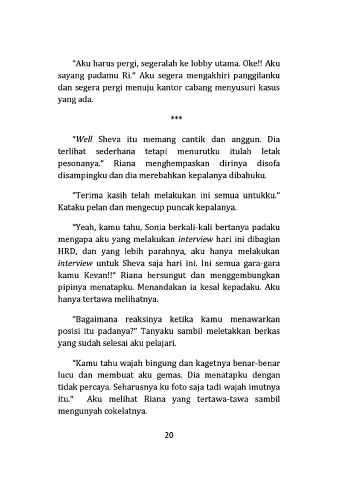 “Aku harus pergi, segeralah ke lobby utama. Oke!! Aku
sayang padamu Ri.” Aku segera mengakhiri panggilanku
dan segera pergi menuju kantor cabang menyusuri kasus
yang ada.
***
“Well Sheva itu memang cantik dan anggun. Dia
terlihat sederhana tetapi menurutku itulah letak
pesonanya.” Riana menghempaskan dirinya disofa
disampingku dan dia merebahkan kepalanya dibahuku.
“Terima kasih telah melakukan ini semua untukku.”
Kataku pelan dan mengecup puncak kepalanya.
“Yeah, kamu tahu, Sonia berkali-kali bertanya padaku
mengapa aku yang melakukan interview hari ini dibagian
HRD, dan yang lebih parahnya, aku hanya melakukan
interview untuk Sheva saja hari ini. Ini semua gara-gara
kamu Kevan!!” Riana bersungut dan menggembungkan
pipinya menatapku. Menandakan ia kesal kepadaku. Aku
hanya tertawa melihatnya.
“Bagaimana reaksinya ketika kamu menawarkan
posisi itu padanya?” Tanyaku sambil meletakkan berkas
yang sudah selesai aku pelajari.
“Kamu tahu wajah bingung dan kagetnya benar-benar
lucu dan membuat aku gemas. Dia menatapku dengan
tidak percaya. Seharusnya ku foto saja tadi wajah imutnya
itu.” Aku melihat Riana yang tertawa-tawa sambil
mengunyah cokelatnya.
20